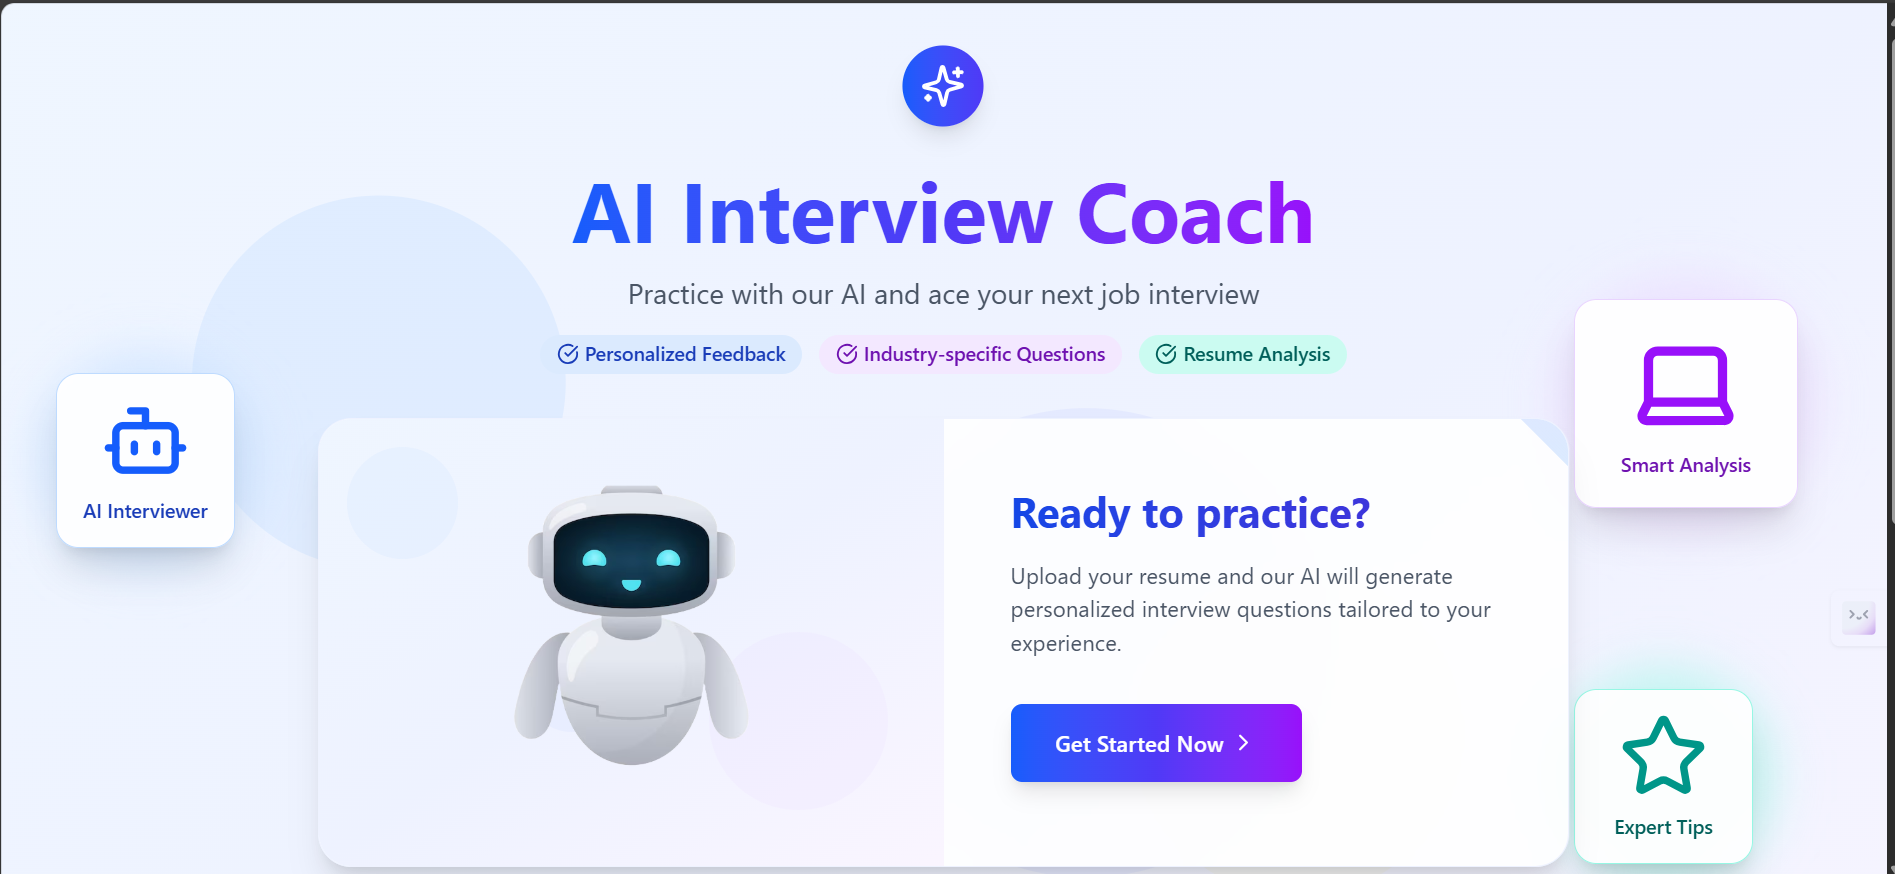 AI Interview Coach
Practice with our AI and ace your next job interview
Personalized Feedback
Industry-specific Questions
Resume Analysis
AI Interviewer
Ready to practice?
Upload your resume and our AI will generate
personalized interview questions tailored to your
experience.
Get Started Now
Smart Analysis
Expert Tips